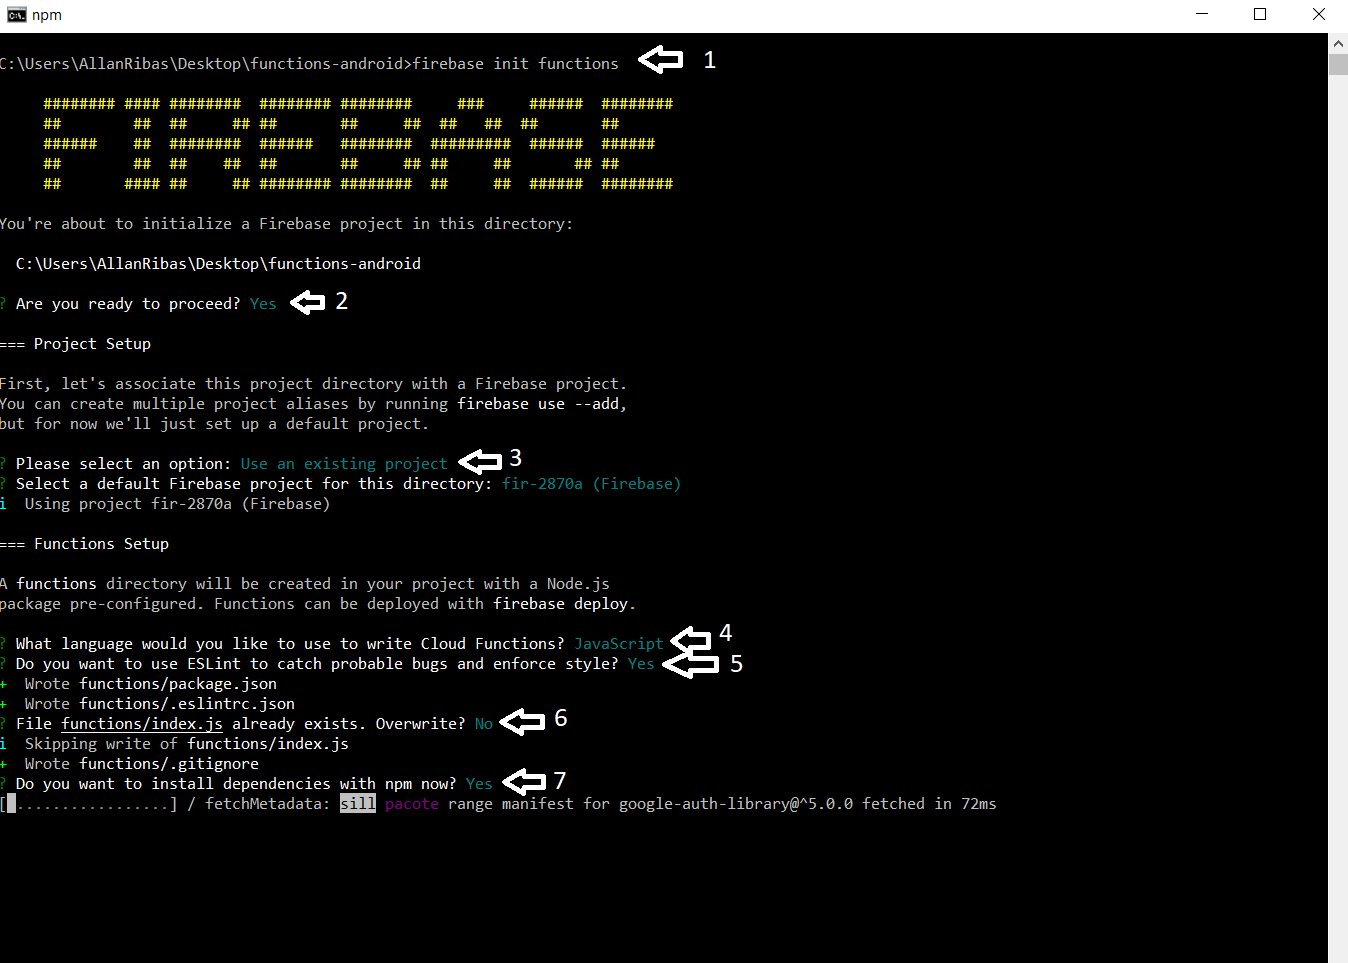 npm
C:\Users\AllanRibas\Desktop\functions-android>firebase init functions 1
######## #### ######## ######## ######## ### ###### ########
## ## ## ## ## ## ## ## ## ## ##
###### ## ######## ###### ######## ######### ###### ######
## ## ## ## ## ## ## ## ## ## ##
## #### ## ## ######## ######## ## ## ###### ########
You're about to initialize a Firebase project in this directory:
C:\Users\AllanRibas\Desktop\functions-android
? Are you ready to proceed? Yes 2
=== Project Setup
First, let's associate this project directory with a Firebase project.
You can create multiple project aliases by running firebase use --add,
but for now we'll just set up a default project.
? Please select an option: Use an existing project 3
? Select a default Firebase project for this directory: fir-2870a (Firebase)
i Using project fir-2870a (Firebase)
=== Functions Setup
A functions directory will be created in your project with a Node.js
package pre-configured. Functions can be deployed with firebase deploy.
? What language would you like to use to write Cloud Functions? JavaScript 4
? Do you want to use ESLint to catch probable bugs and enforce style? Yes 5
+ Wrote functions/package.json
+ Wrote functions/.eslintrc.json
? File functions/index.js already exists. Overwrite? No 6
i Skipping write of functions/index.js
+ Wrote functions/.gitignore
? Do you want to install dependencies with npm now? Yes 7
[ .................] / fetchMetadata: sill pacote range manifest for google-auth-library@^5.0.0 fetched in 72ms